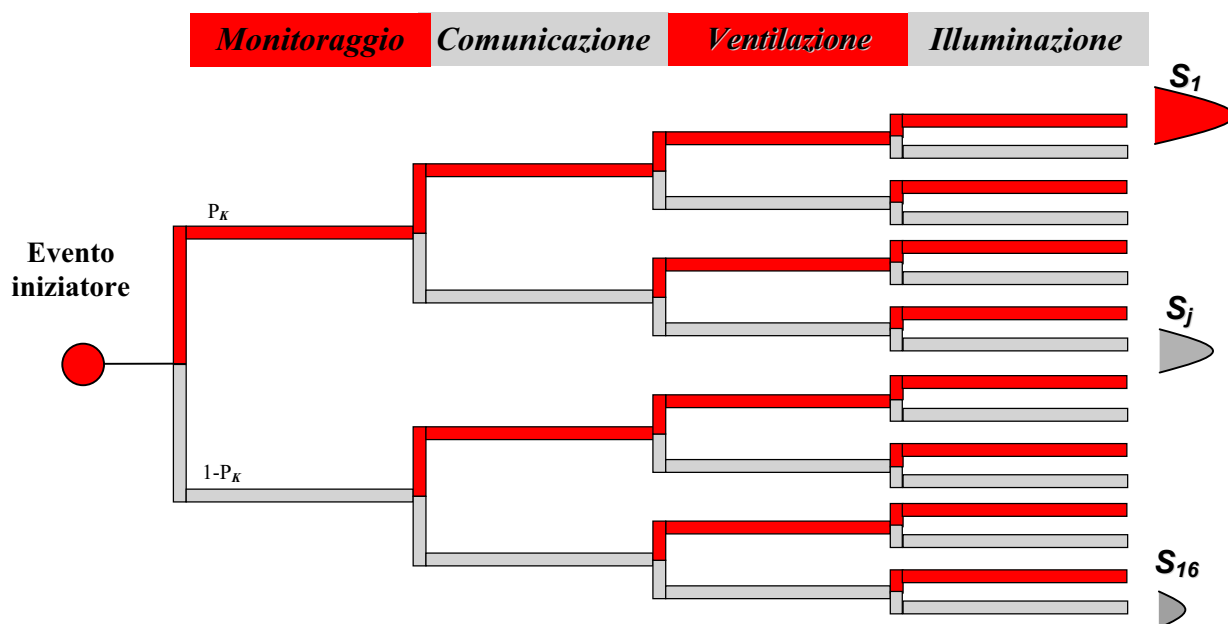 Monitoraggio Comunicazione Ventilazione Illuminazione
S1
PK
Evento
iniziatore
Sj
1-PK
S16